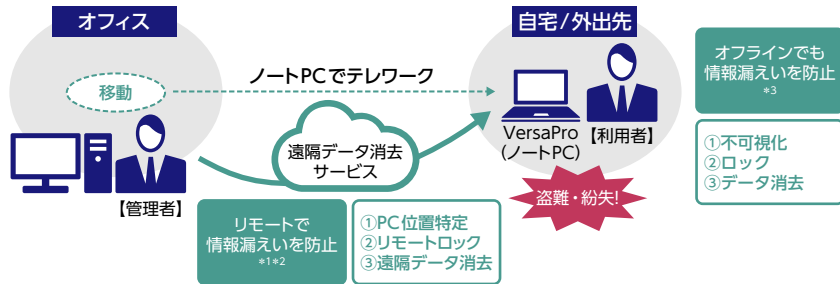 オフィス
移動
【管理者】
ノートPCでテレワーク
遠隔データ消去
サービス
リモートで
情報漏えいを防止
*1*2
①PC位置特定
②リモートロック
③遠隔データ消去
自宅/外出先
VersaPro
(ノートPC)
【利用者】
盗難・紛失!
オフラインでも
情報漏えいを防止
*3
①不可視化
②ロック
③データ消去